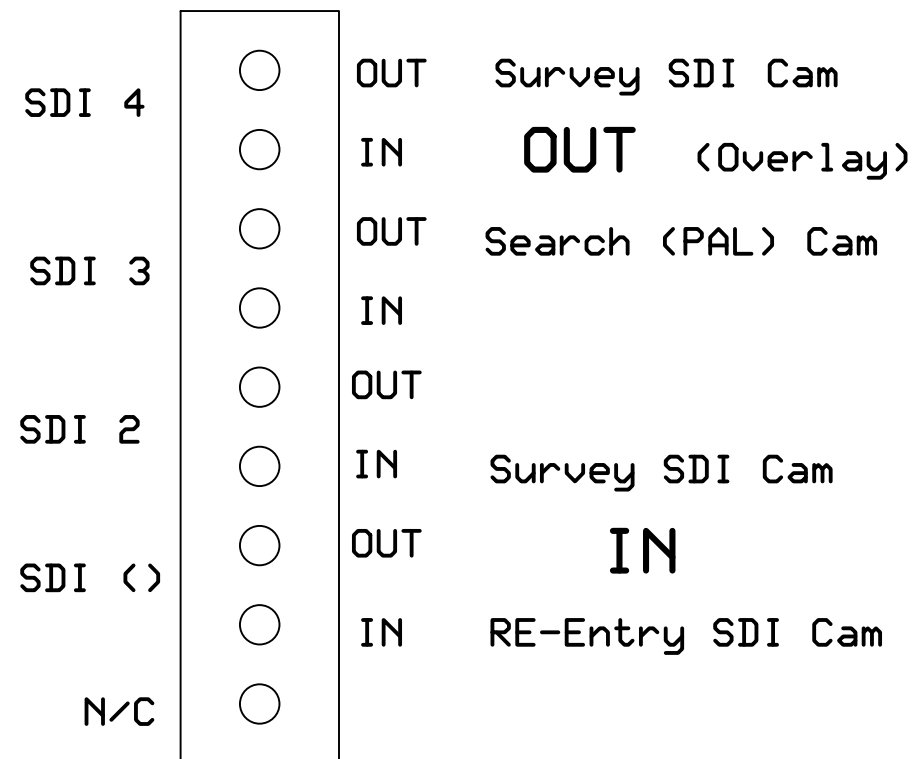 OUT Survey SDI Cam
SDI 4
IN OUT (Overlay)
OUT Search (PAL) Cam
SDI 3
IN
OUT
SDI 2
IN Survey SDI Cam
OUT IN
SDI ()
IN RE-Entry SDI Cam
N/C